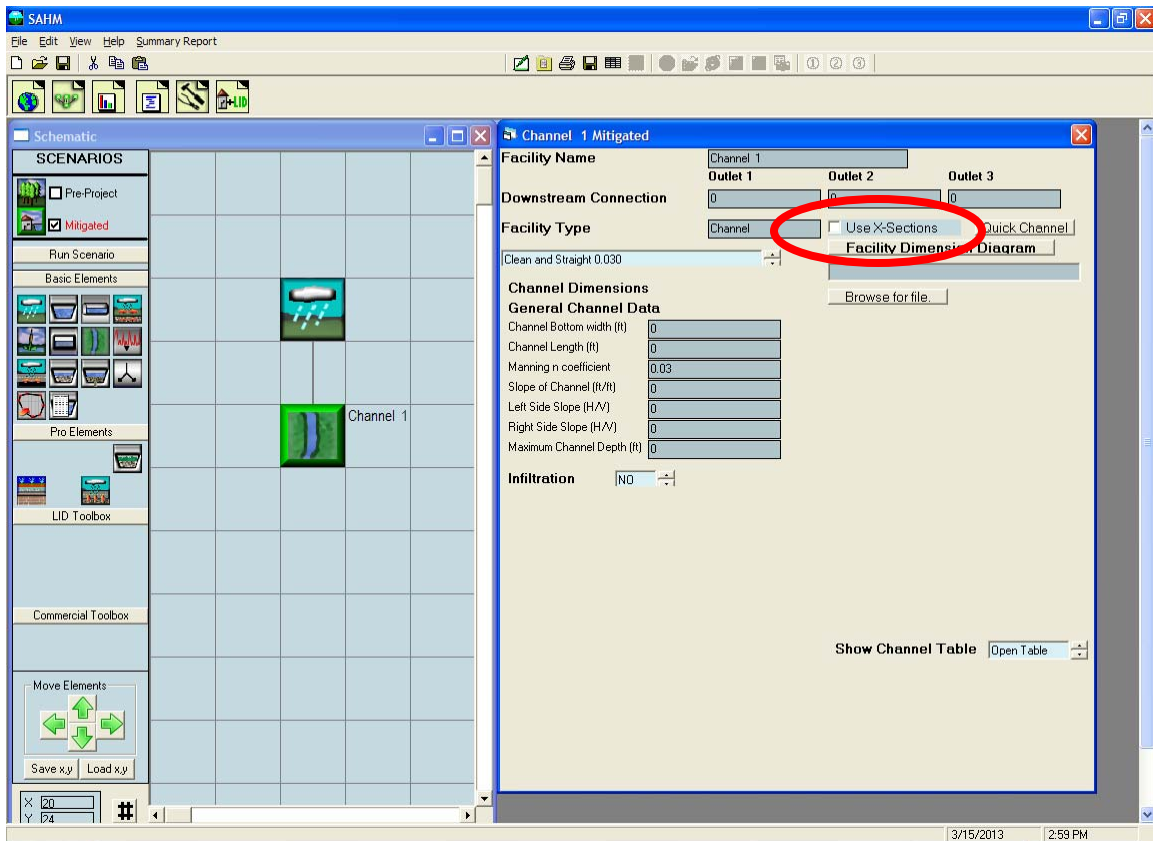 SAHM
File Edit View Help Summary Report
Schematic
SCENARIOS
Pre-Project
Mitigated
Run Scenario
Basic Elements
Pro Elements
LID Toolbox
Commercial Toolbox
Move Elements
Save x,y Load x,y
X 20
Y 24
#
+LID
Channel 1
Channel 1 Mitigated
Facility Name Channel 1
Outlet 1 Outlet 2 Outlet 3
Downstream Connection 0 0 0
Facility Type Channel Use X-Sections Quick Channel
Clean and Straight 0.030 Facility Dimension Diagram
Browse for file.
Channel Dimensions
General Channel Data
Channel Bottom width (ft) 0
Channel Length (ft) 0
Manning n coefficient 0.03
Slope of Channel (ft/ft) 0
Left Side Slope (H/V) 0
Right Side Slope (H/V) 0
Maximum Channel Depth (ft) 0
Infiltration NO
Show Channel Table Open Table
3/15/2013 2:59 PM